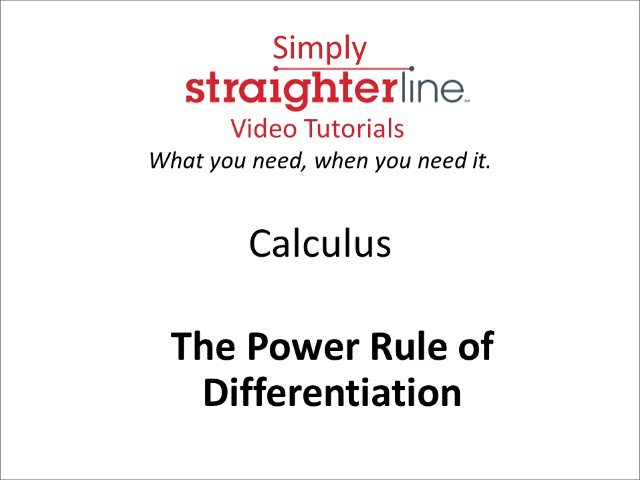 Simply
straighterline
Video Tutorials
What you need, when you need it.
Calculus
The Power Rule of
Differentiation